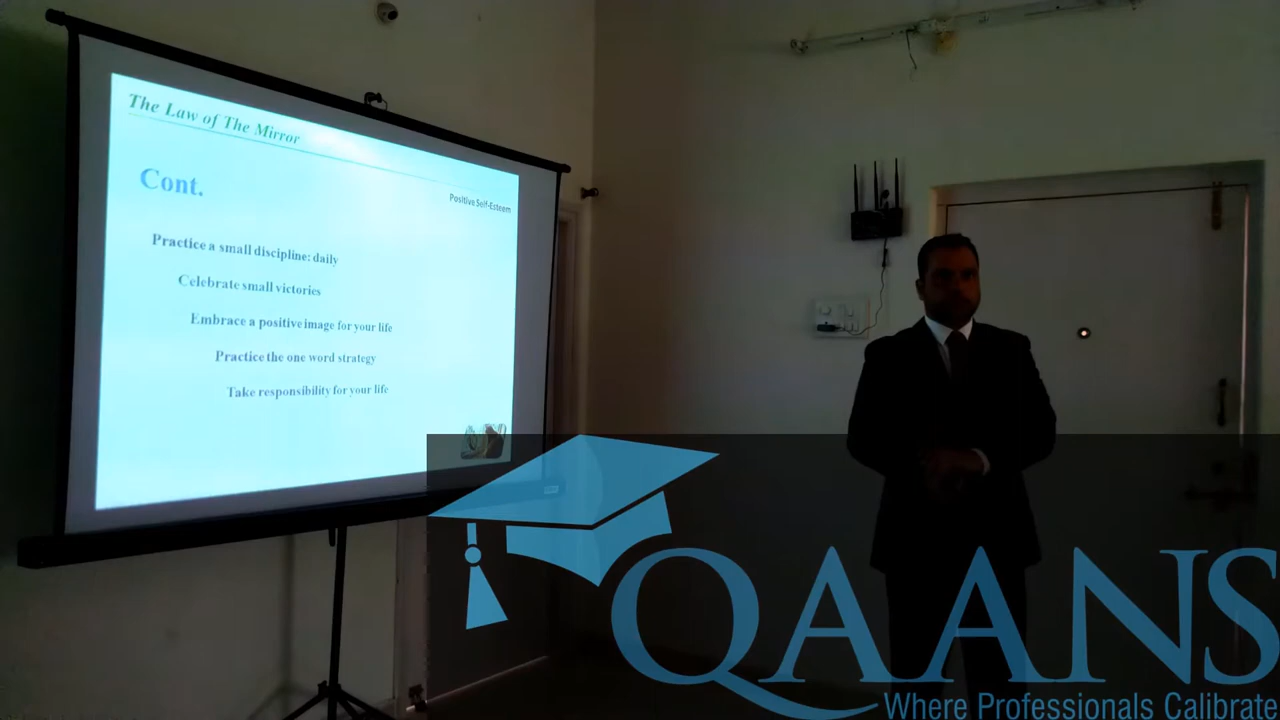 The Law of The Mirror
Cont.
Positive Self-Esteem
Practice a small discipline: daily
Celebrate small victories
Embrace a positive image for your life
Practice the one word strategy
Take responsibility for your life
QAANS
Where Professionals Calibrate